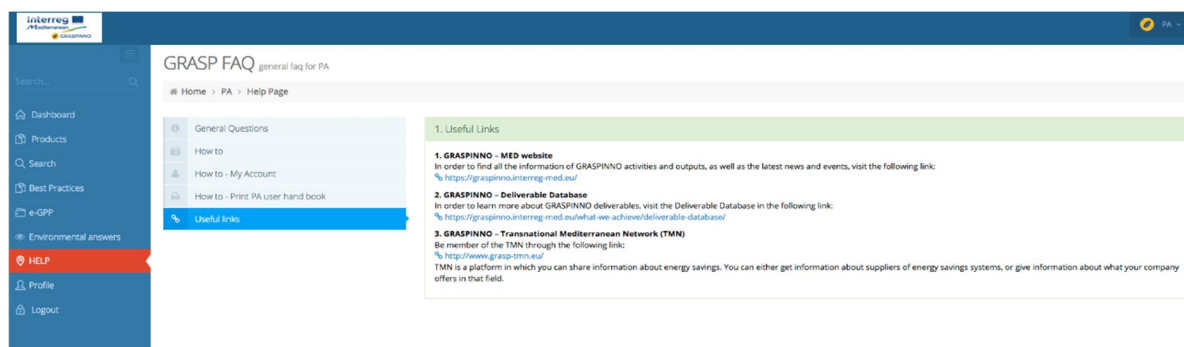 Interreg
Mediterranean
GRASPINNO
PA
Search...
Dashboard
Products
Search
Best Practices
e-GPP
Environmental answers
HELP
Profile
Logout
GRASP FAQ general faq for PA
Home > PA > Help Page
General Questions
How to
How to - My Account
How to - Print PA user hand book
Useful links
1. Useful Links
1. GRASPINNO – MED website
In order to find all the information of GRASPINNO activities and outputs, as well as the latest news and events, visit the following link:
https://graspinno.interreg-med.eu/
2. GRASPINNO – Deliverable Database
In order to learn more about GRASPINNO deliverables, visit the Deliverable Database in the following link:
https://graspinno.interreg-med.eu/what-we-achieve/deliverable-database/
3. GRASPINNO – Transnational Mediterranean Network (TMN)
Be member of the TMN through the following link:
http://www.grasp-tmn.eu/
TMN is a platform in which you can share information about energy savings. You can either get information about suppliers of energy savings systems, or give information about what your company
offers in that field.